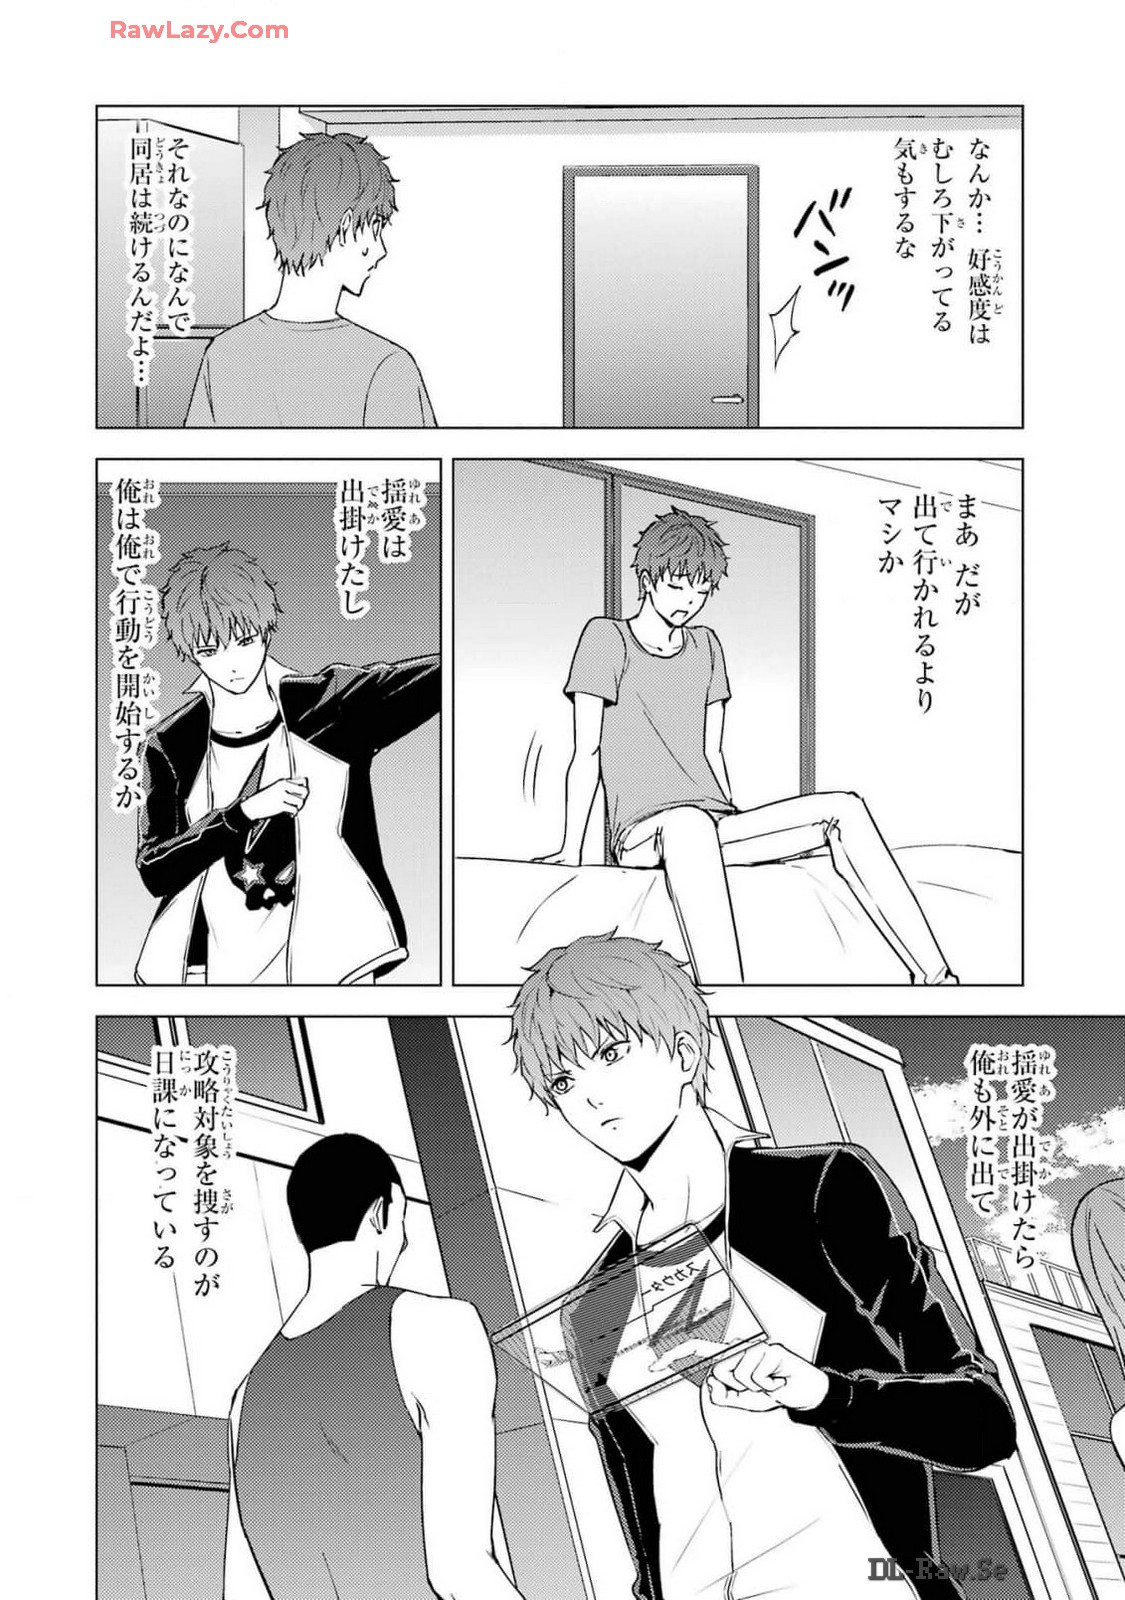 RawLazy.Com
なんか… 好感度は
むしろ下がってる
気もするな
バンッ
それなのになんで
同居は続けるんだよ…
まあ だが
出て行かれるより
マシか
揺愛は
出掛けたし
俺は俺で行動を開始するか
揺愛が出掛けたら
俺も外に出て
攻略対象を捜すのが
日課になっている
DL-Raw.Se